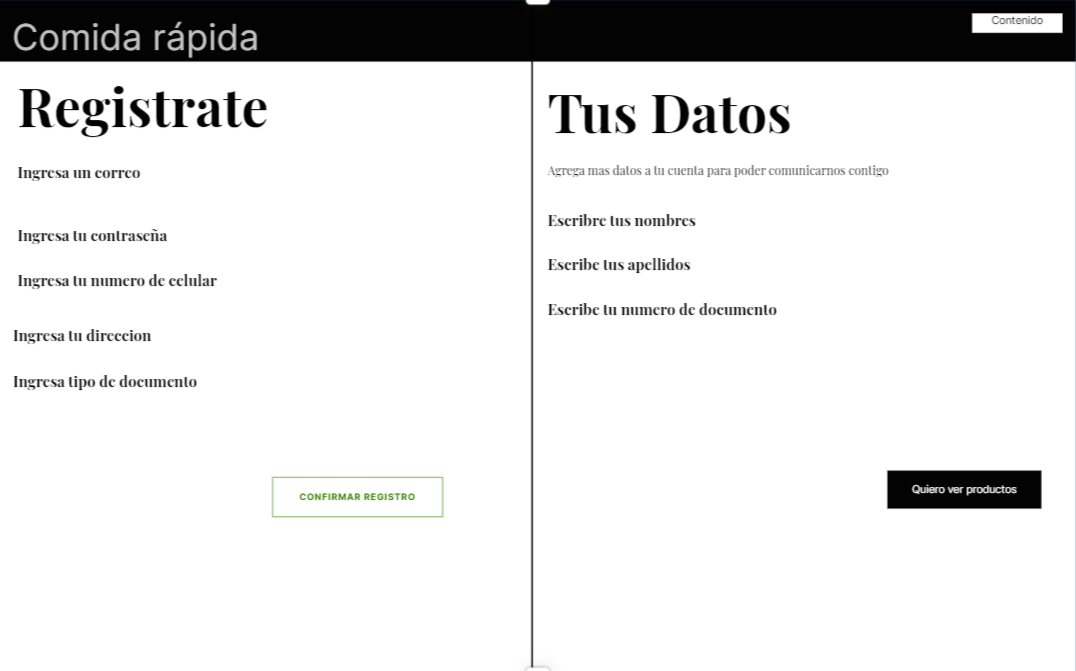 Comida rápida
Contenido
Registrate
Ingresa un correo
Ingresa tu contraseña
Ingresa tu numero de celular
Ingresa tu direccion
Ingresa tipo de documento
CONFIRMAR REGISTRO
Tus Datos
Agrega mas datos a tu cuenta para poder comunicarnos contigo
Escribre tus nombres
Escribe tus apellidos
Escribe tu numero de documento
Quiero ver productos